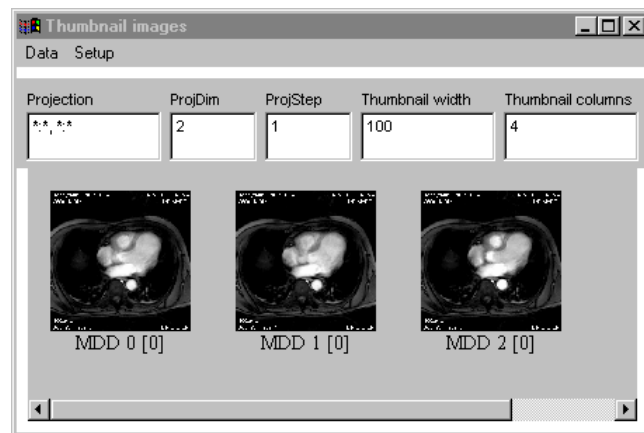 Thumbnail images
Data Setup
Projection ProjDim ProjStep Thumbnail width Thumbnail columns
*:*, *:* 2 1 100 4
MDD 0 [0] MDD 1 [0] MDD 2 [0]